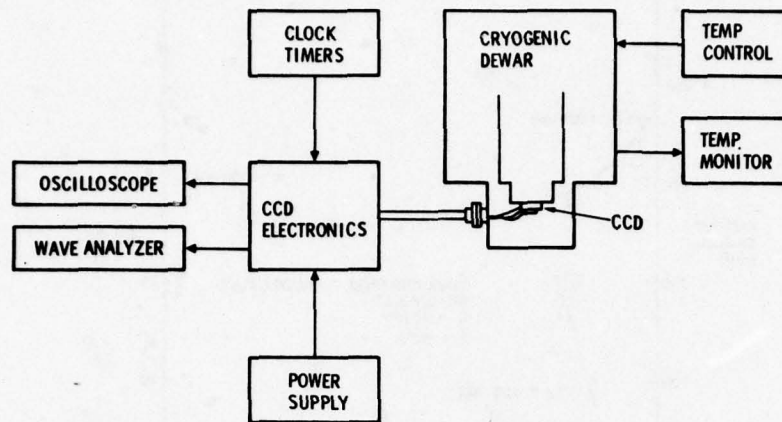 CLOCK
TIMERS
CRYOGENIC
DEWAR
TEMP
CONTROL
TEMP
MONITOR
OSCILLOSCOPE
CCD
ELECTRONICS
WAVE ANALYZER
CCD
POWER
SUPPLY